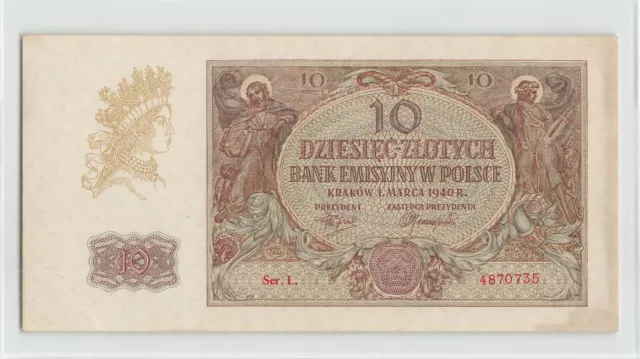 10 10
10
DZIESIĘĆ ZŁOTYCH
BANK EMISYJNY W POLSCE
KRAKÓW 1. MARCA 1940 R.
PREZYDENT ZASTĘPCA PREZYDENTA
10
Ser. L. 4870735